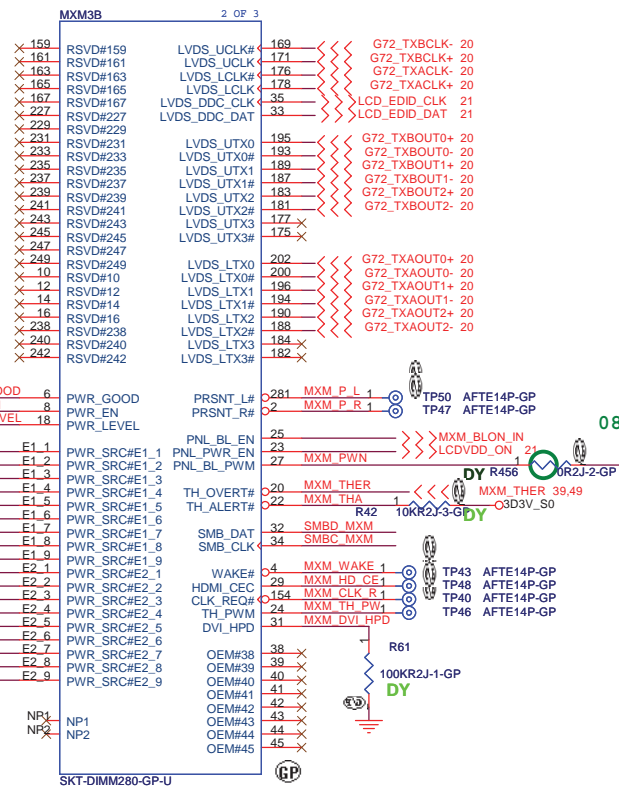 MXM3B 2 OF 3
159 RSVD#159 LVDS_UCLK# 169 G72_TXBCLK- 20
161 RSVD#161 LVDS_UCLK 171 G72_TXBCLK+ 20
163 RSVD#163 LVDS_LCLK# 176 G72_TXACLK- 20
165 RSVD#165 LVDS_LCLK 178 G72_TXACLK+ 20
167 RSVD#167 LVDS_DDC_CLK 35 LCD_EDID_CLK 21
227 RSVD#227 LVDS_DDC_DAT 33 LCD_EDID_DAT 21
229 RSVD#229
231 RSVD#231 LVDS_UTX0 195 G72_TXBOUT0+ 20
233 RSVD#233 LVDS_UTX0# 193 G72_TXBOUT0- 20
235 RSVD#235 LVDS_UTX1 189 G72_TXBOUT1+ 20
237 RSVD#237 LVDS_UTX1# 187 G72_TXBOUT1- 20
239 RSVD#239 LVDS_UTX2 183 G72_TXBOUT2+ 20
241 RSVD#241 LVDS_UTX2# 181 G72_TXBOUT2- 20
243 RSVD#243 LVDS_UTX3 177
245 RSVD#245 LVDS_UTX3# 175
247 RSVD#247
249 RSVD#249 LVDS_LTX0 202 G72_TXAOUT0+ 20
10 RSVD#10 LVDS_LTX0# 200 G72_TXAOUT0- 20
12 RSVD#12 LVDS_LTX1 196 G72_TXAOUT1+ 20
14 RSVD#14 LVDS_LTX1# 194 G72_TXAOUT1- 20
16 RSVD#16 LVDS_LTX2 190 G72_TXAOUT2+ 20
238 RSVD#238 LVDS_LTX2# 188 G72_TXAOUT2- 20
240 RSVD#240 LVDS_LTX3 184
242 RSVD#242 LVDS_LTX3# 182
OOD 6 PWR_GOOD PRSNT_L# 281 MXM_P_L 1 TP50 AFTE14P-GP
8 PWR_EN PRSNT_R# 2 MXM_P_R 1 TP47 AFTE14P-GP
VEL 18 PWR_LEVEL
08
PNL_BL_EN 25 MXM_BLON_IN
E1_1 PWR_SRC#E1_1 PNL_PWR_EN 23 LCDVDD_ON 21
E1_2 PWR_SRC#E1_2 PNL_BL_PWM 27 MXM_PWN 1 DY R456 0R2J-2-GP
E1_3 PWR_SRC#E1_3
E1_4 PWR_SRC#E1_4 TH_OVERT# 20 MXM_THER MXM_THER 39,49
E1_5 PWR_SRC#E1_5 TH_ALERT# 22 MXM_THA 1 3D3V_S0
E1_6 PWR_SRC#E1_6 R42 10KR2J-3-GP DY
E1_7 PWR_SRC#E1_7 SMB_DAT 32 SMBD_MXM
E1_8 PWR_SRC#E1_8 SMB_CLK 34 SMBC_MXM
E1_9 PWR_SRC#E1_9
E2_1 PWR_SRC#E2_1 WAKE# 4 MXM_WAKE 1 TP43 AFTE14P-GP
E2_2 PWR_SRC#E2_2 HDMI_CEC 29 MXM_HD_CE 1 TP48 AFTE14P-GP
E2_3 PWR_SRC#E2_3 CLK_REQ# 154 MXM_CLK_R 1 TP40 AFTE14P-GP
E2_4 PWR_SRC#E2_4 TH_PWM 24 MXM_TH_PW 1 TP46 AFTE14P-GP
E2_5 PWR_SRC#E2_5 DVI_HPD 31 MXM_DVI_HPD
E2_6 PWR_SRC#E2_6
E2_7 PWR_SRC#E2_7 OEM#38 38 1 R61
E2_8 PWR_SRC#E2_8 OEM#39 39
E2_9 PWR_SRC#E2_9 OEM#40 40 100KR2J-1-GP
OEM#41 41 DY
OEM#42 42
NP1 NP1 OEM#43 43
NP2 NP2 OEM#44 44
OEM#45 45
GP
SKT-DIMM280-GP-U